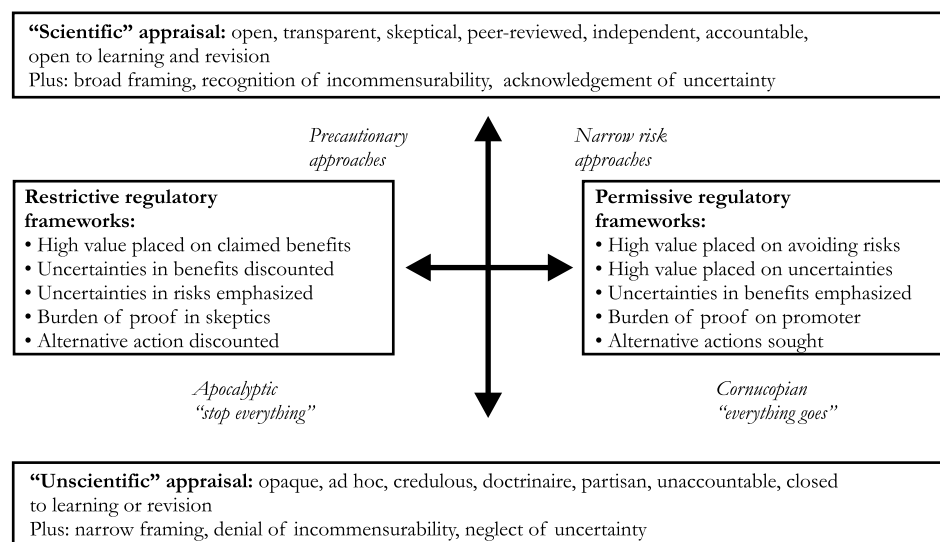 “Scientific” appraisal: open, transparent, skeptical, peer-reviewed, independent, accountable,
open to learning and revision
Plus: broad framing, recognition of incommensurability, acknowledgement of uncertainty
Precautionary
approaches
Narrow risk
approaches
Restrictive regulatory
frameworks:
• High value placed on claimed benefits
• Uncertainties in benefits discounted
• Uncertainties in risks emphasized
• Burden of proof in skeptics
• Alternative action discounted
Permissive regulatory
frameworks:
• High value placed on avoiding risks
• High value placed on uncertainties
• Uncertainties in benefits emphasized
• Burden of proof on promoter
• Alternative actions sought
Apocalyptic
“stop everything”
Cornucopian
“everything goes”
“Unscientific” appraisal: opaque, ad hoc, credulous, doctrinaire, partisan, unaccountable, closed
to learning or revision
Plus: narrow framing, denial of incommensurability, neglect of uncertainty